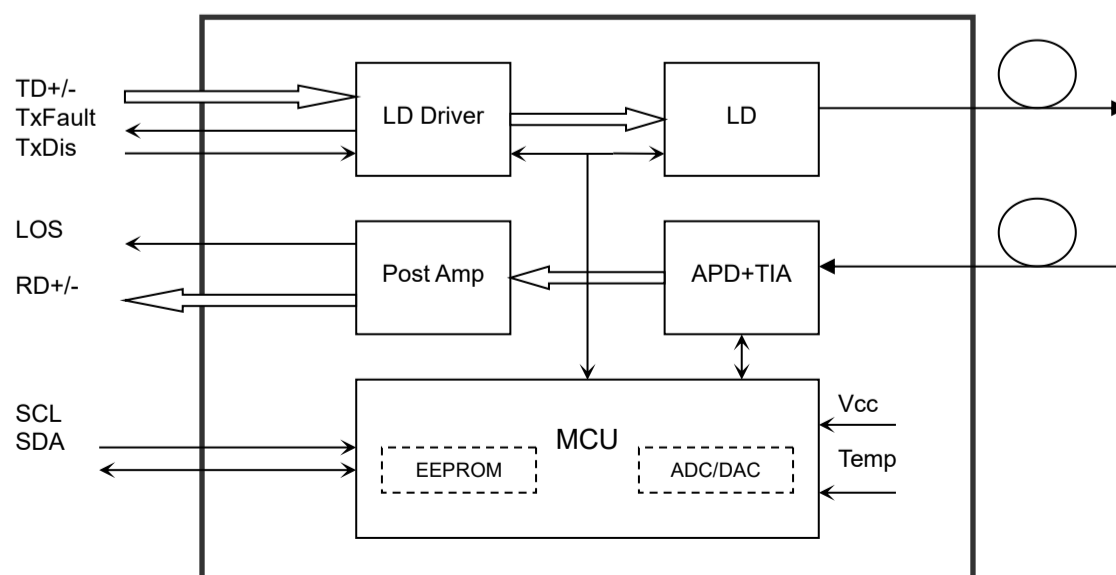 TD+/-
TxFault
TxDis
LD Driver
LD
LOS
RD+/-
Post Amp
APD+TIA
SCL
SDA
MCU
EEPROM
ADC/DAC
Vcc
Temp